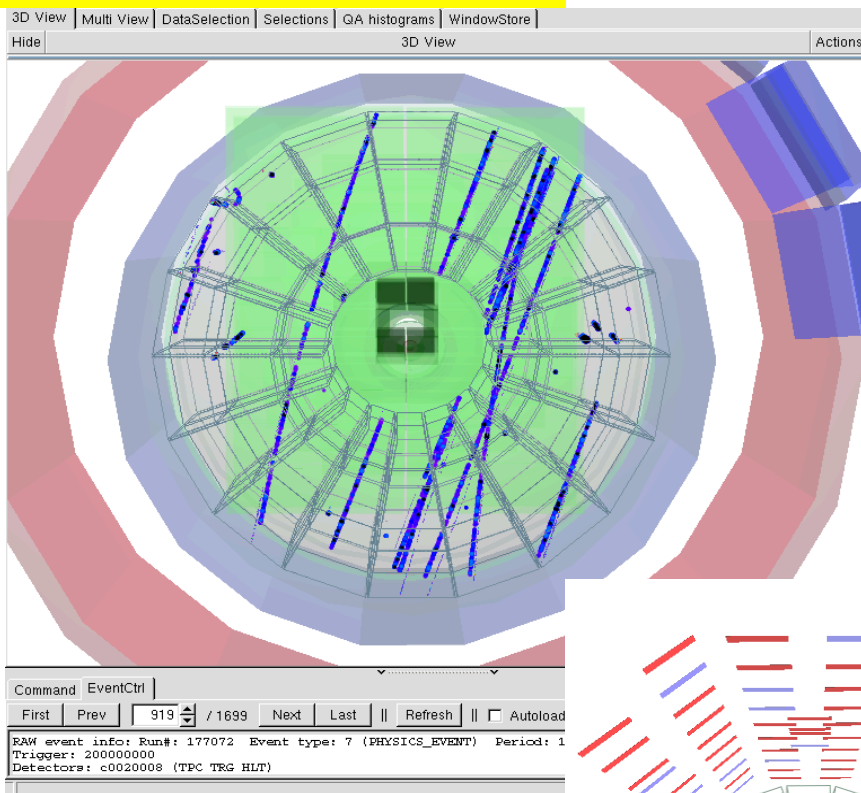 3D View Multi View DataSelection Selections QA histograms WindowStore
Hide 3D View Actions
Command EventCtrl
First Prev 919 / 1699 Next Last || Refresh || Autoload
RAW event info: Run#: 177072 Event type: 7 (PHYSICS_EVENT) Period: 1
Trigger: 200000000
Detectors: c0020008 (TPC TRG HLT)